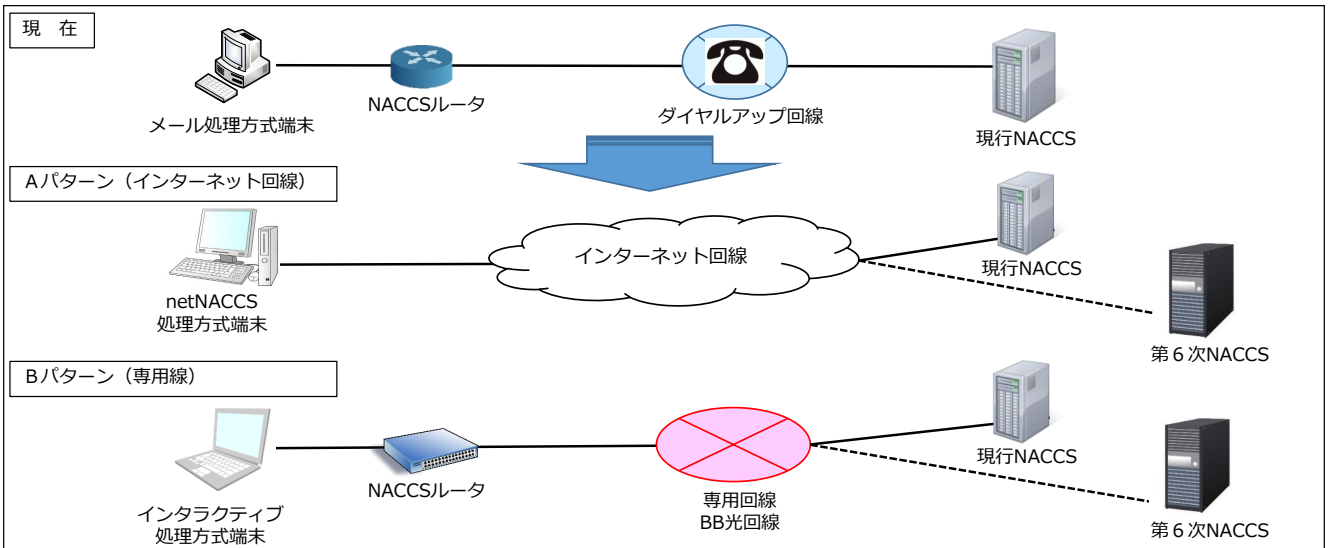 現 在
メール処理方式端末
NACCSルータ
ダイヤルアップ回線
現行NACCS
Aパターン(インターネット回線)
netNACCS
処理方式端末
インターネット回線
現行NACCS
第6次NACCS
Bパターン(専用線)
インタラクティブ
処理方式端末
NACCSルータ
専用回線
BB光回線
現行NACCS
第6次NACCS